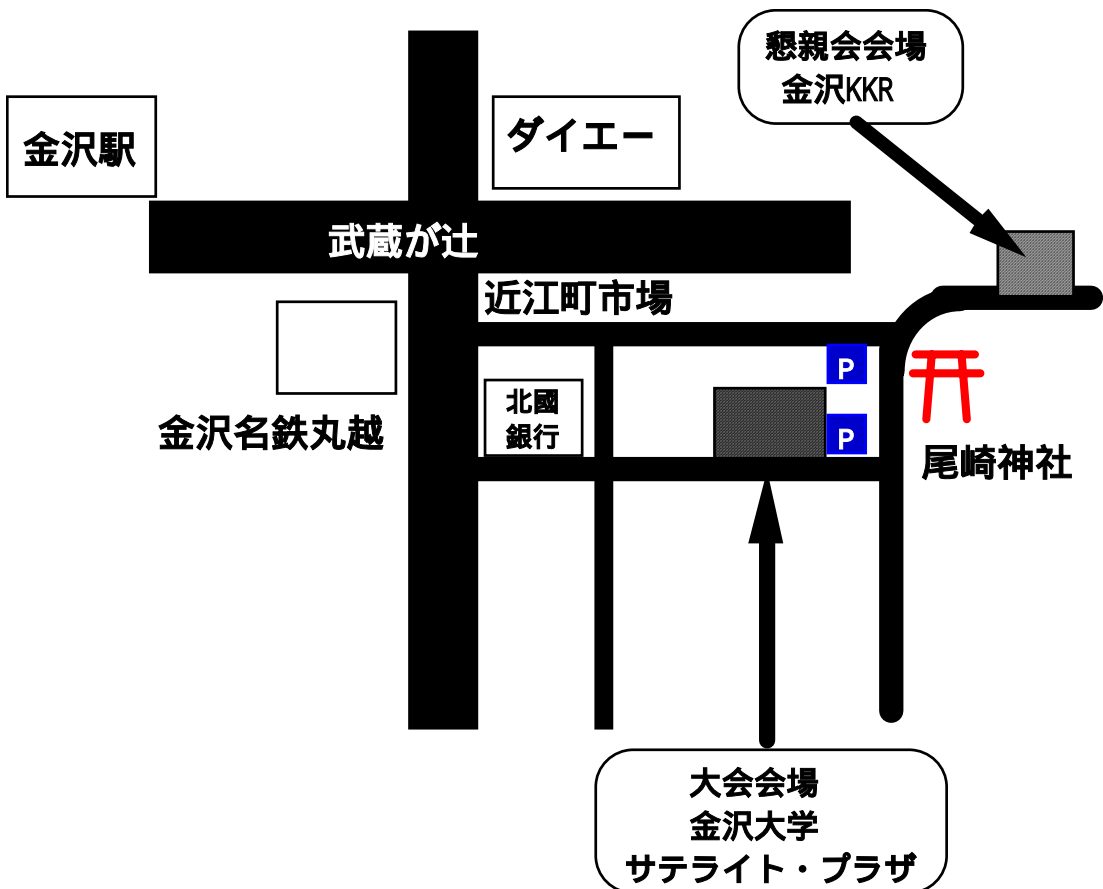 懇親会会場
金沢KKR
金沢駅
ダイエー
武蔵が辻
近江町市場
P
北國
銀行
金沢名鉄丸越
P
尾崎神社
大会会場
金沢大学
サテライト・プラザ